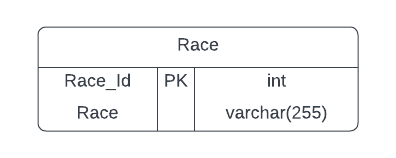 Race
Race_Id PK int
Race varchar(255)